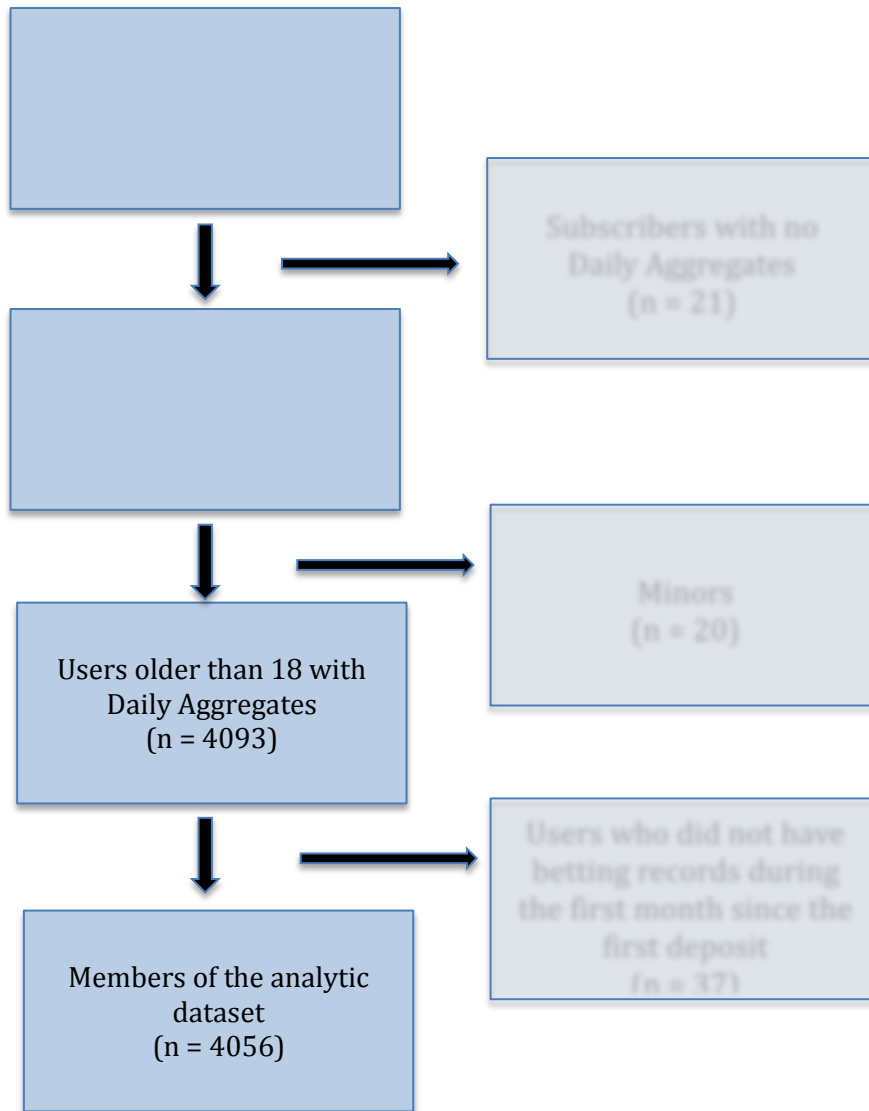 Subscribers with no
Daily Aggregates
(n = 21)
Minors
(n = 20)
Users older than 18 with
Daily Aggregates
(n = 4093)
Users who did not have
betting records during
the first month since the
first deposit
(n = 37)
Members of the analytic
dataset
(n = 4056)